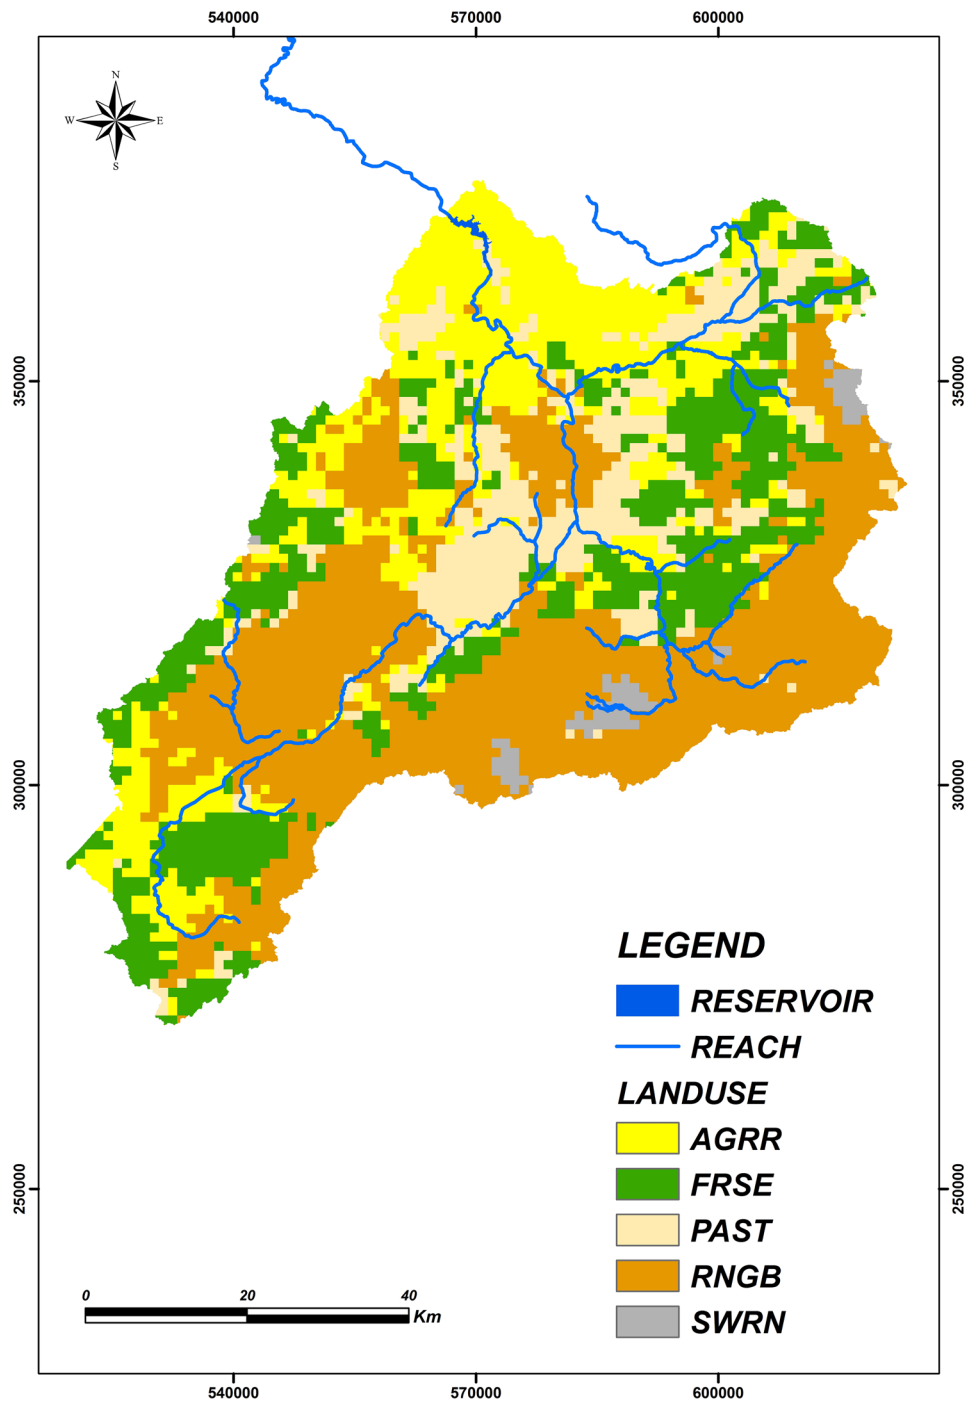 540000 570000 600000
N
W E
S
350000 350000
300000 300000
LEGEND
RESERVOIR
REACH
LANDUSE
AGRR
FRSE
250000 250000
PAST
RNGB
0 20 40
Km
SWRN
540000 570000 600000